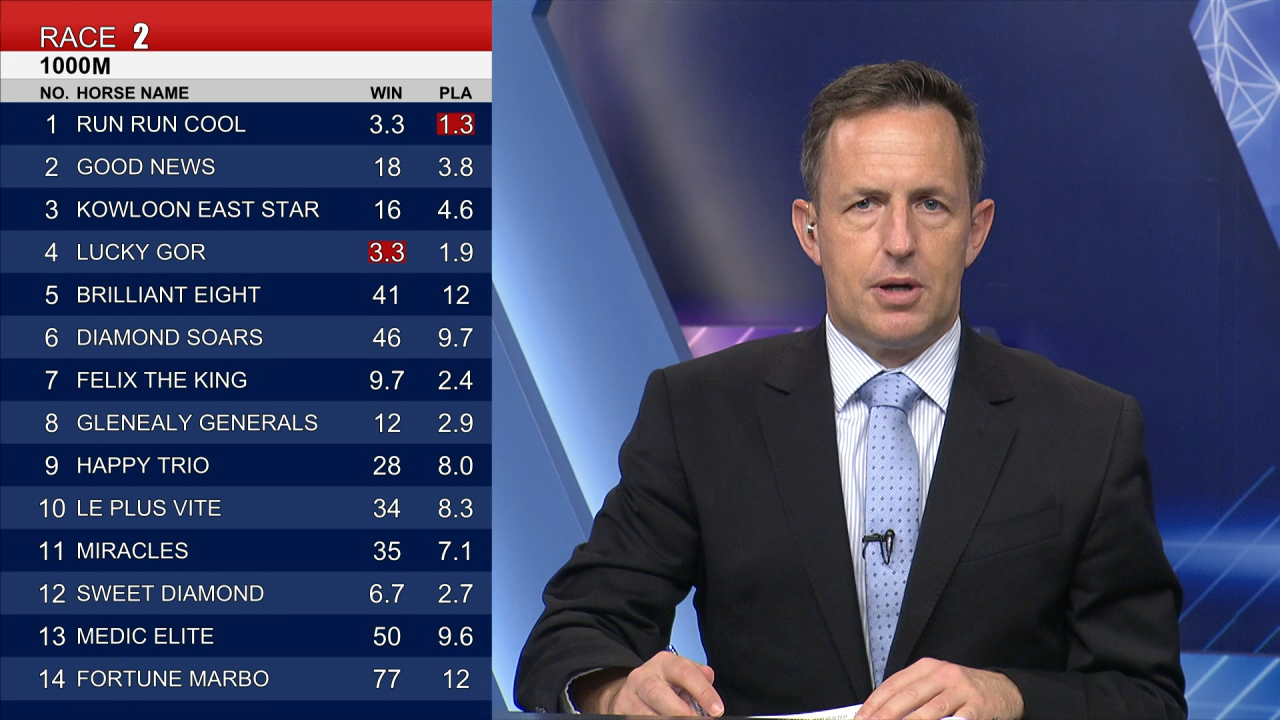 RACE 2
1000M
NO. HORSE NAME WIN PLA
1 RUN RUN COOL 3.3 1.3
2 GOOD NEWS 18 3.8
3 KOWLOON EAST STAR 16 4.6
4 LUCKY GOR 3.3 1.9
5 BRILLIANT EIGHT 41 12
6 DIAMOND SOARS 46 9.7
7 FELIX THE KING 9.7 2.4
8 GLENEALY GENERALS 12 2.9
9 HAPPY TRIO 28 8.0
10 LE PLUS VITE 34 8.3
11 MIRACLES 35 7.1
12 SWEET DIAMOND 6.7 2.7
13 MEDIC ELITE 50 9.6
14 FORTUNE MARBO 77 12